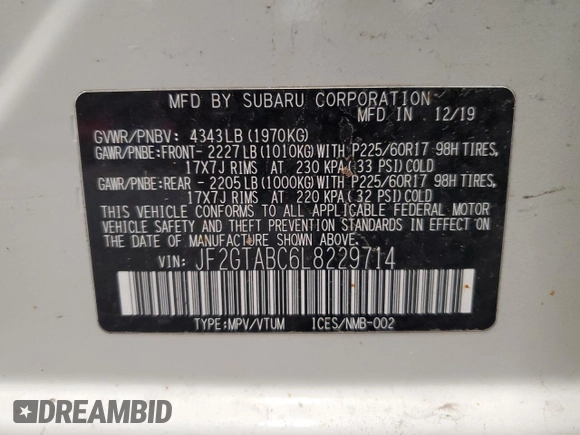 MFD BY SUBARU CORPORATION
MFD IN 12/19
GVWR/PNBV: 4343LB (1970KG)
GAWR/PNBE: FRONT- 2227 LB (1010KG) WITH P225/60R17 98H TIRES,
17X7J RIMS AT 230 KPA (33 PSI) COLD
GAWR/PNBE: REAR - 2205 LB (1000KG) WITH P225/60R17 98H TIRES,
17X7J RIMS AT 220 KPA (32 PSI) COLD
THIS VEHICLE CONFORMS TO ALL APPLICABLE FEDERAL MOTOR
VEHICLE SAFETY AND THEFT PREVENTION STANDARDS IN EFFECT ON
THE DATE OF MANUFACTURE SHOWN ABOVE.
VIN: JF2GTABC6L8229714
TYPE:MPV/VTUM ICES/NMB-002
DREAMBID